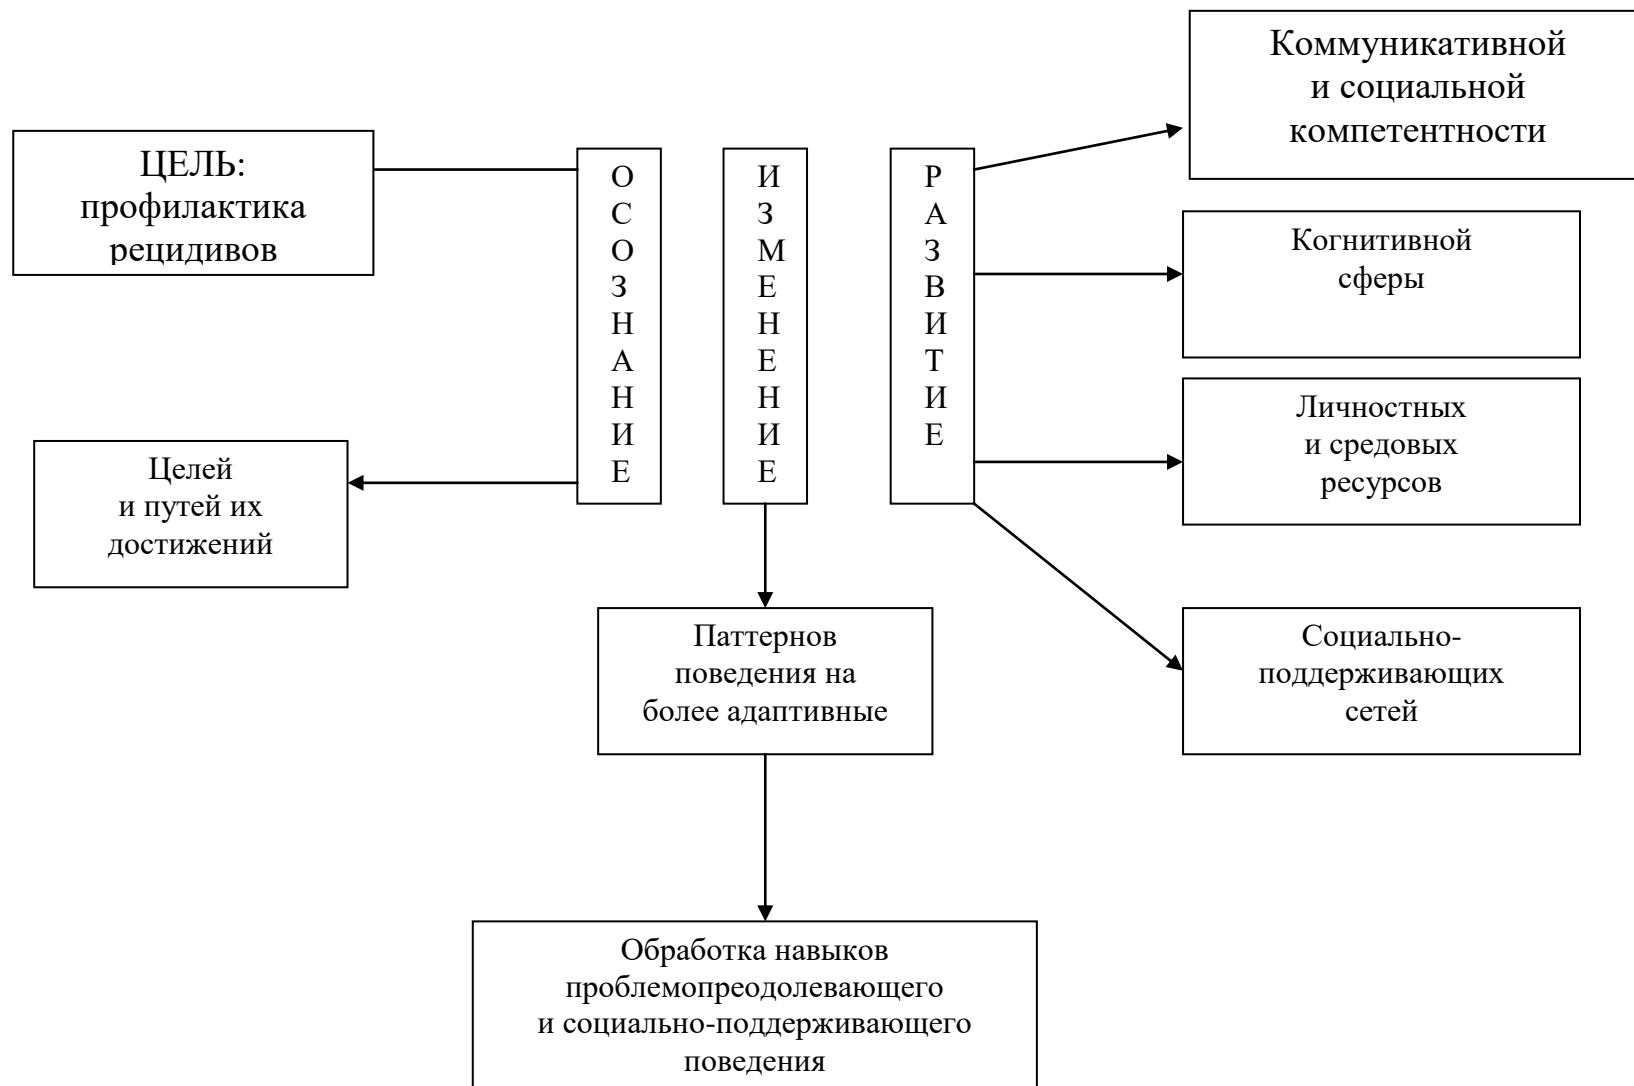 ЦЕЛЬ:
профилактика
рецидивов
О
С
О
З
Н
А
Н
И
Е
И
З
М
Е
Н
Е
Н
И
Е
Р
А
З
В
И
Т
И
Е
Коммуникативной
и социальной
компетентности
Когнитивной
сферы
Личностных
и средовых
ресурсов
Социально-
поддерживающих
сетей
Целей
и путей их
достижений
Паттернов
поведения на
более адаптивные
Обработка навыков
проблемопреодолевающего
и социально-поддерживающего
поведения